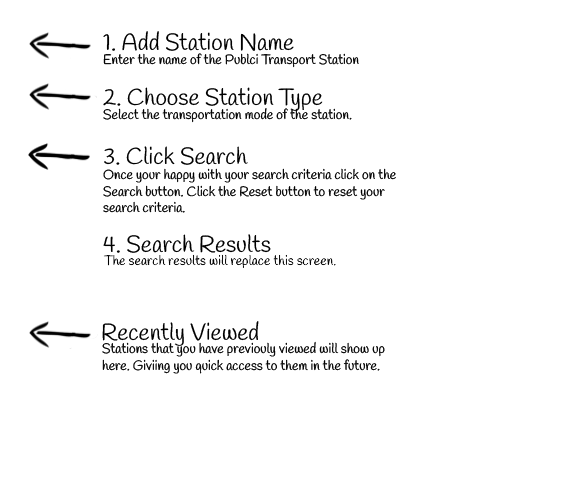 1. Add Station Name
Enter the name of the Publci Transport Station
2. Choose Station Type
Select the transportation mode of the station.
3. Click Search
Once your happy with your search criteria click on the
Search button. Click the Reset button to reset your
search criteria.
4. Search Results
The search results will replace this screen.
Recently Viewed
Stations that you have previouly viewed will show up
here. Giviing you quick access to them in the future.